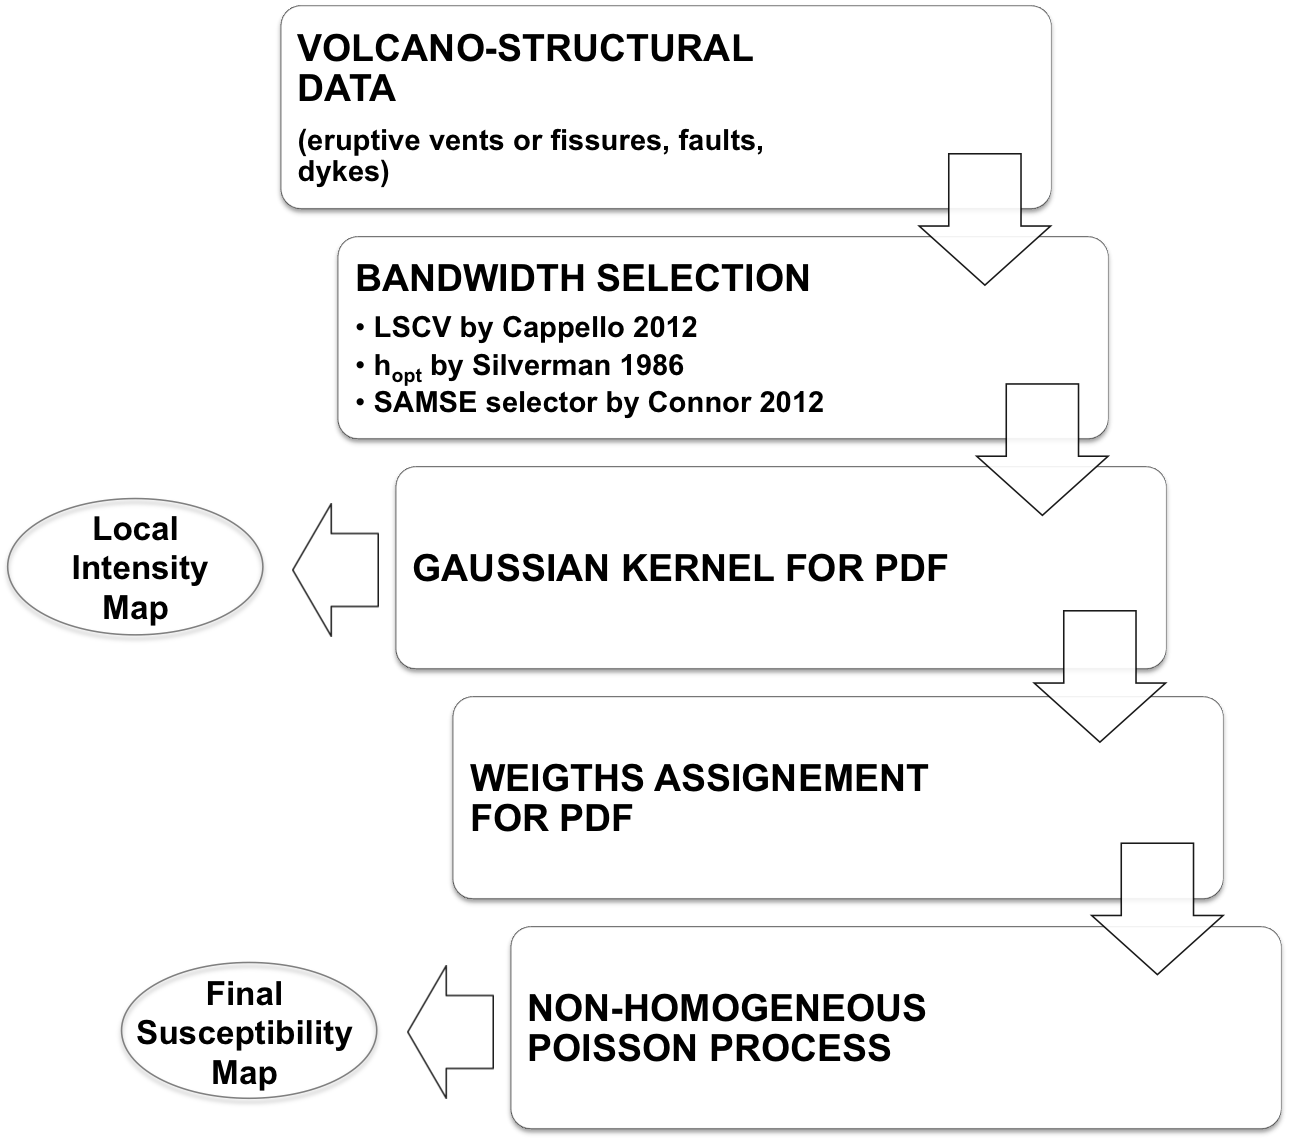 VOLCANO-STRUCTURAL
DATA
(eruptive vents or fissures, faults,
dykes)
BANDWIDTH SELECTION
• LSCV by Cappello 2012
• hopt by Silverman 1986
• SAMSE selector by Connor 2012
Local
Intensity
Map
GAUSSIAN KERNEL FOR PDF
WEIGTHS ASSIGNEMENT
FOR PDF
Final
Susceptibility
Map
NON-HOMOGENEOUS
POISSON PROCESS